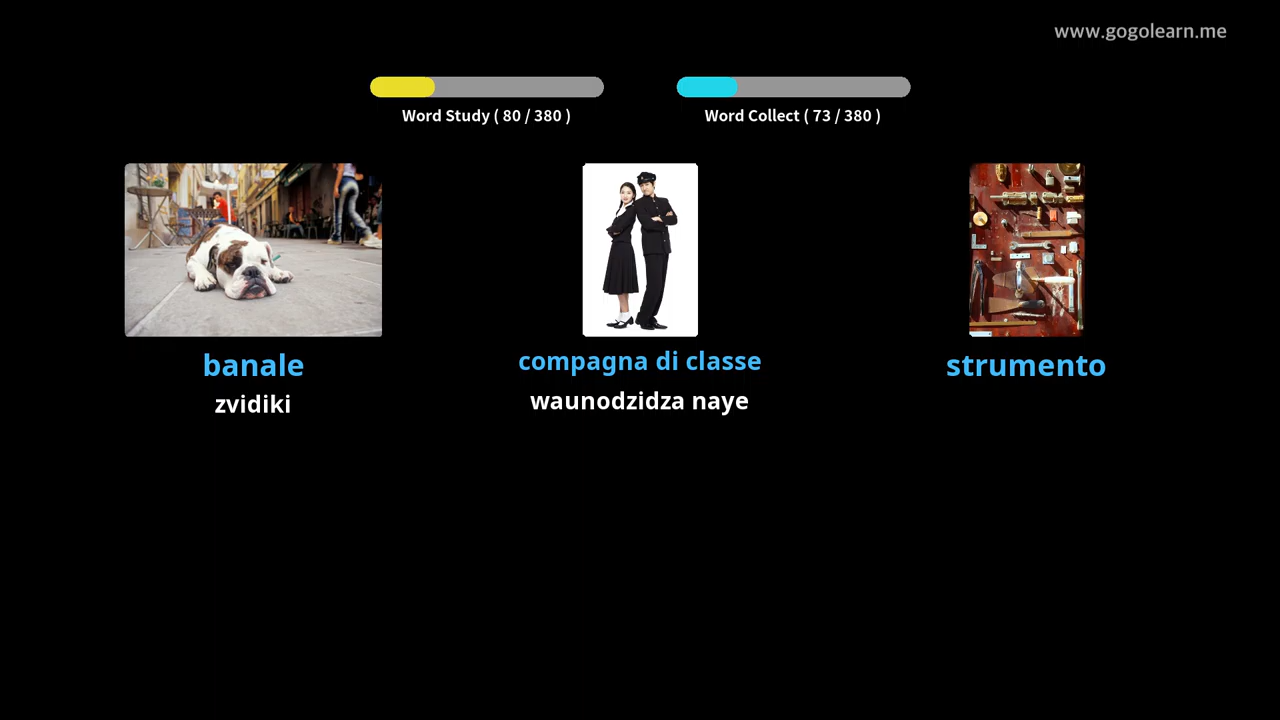 www.gogolearn.me
Word Study ( 80 / 380 )
Word Collect ( 73 / 380 )
banale
zvidiki
compagna di classe
waunodzidza naye
strumento